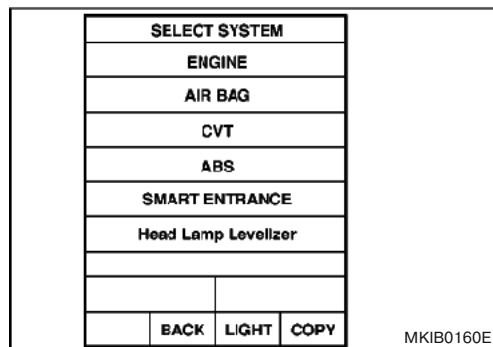 SELECT SYSTEM
ENGINE
AIR BAG
CVT
ABS
SMART ENTRANCE
Head Lamp Levelizer
BACK LIGHT COPY
MKIB0160E